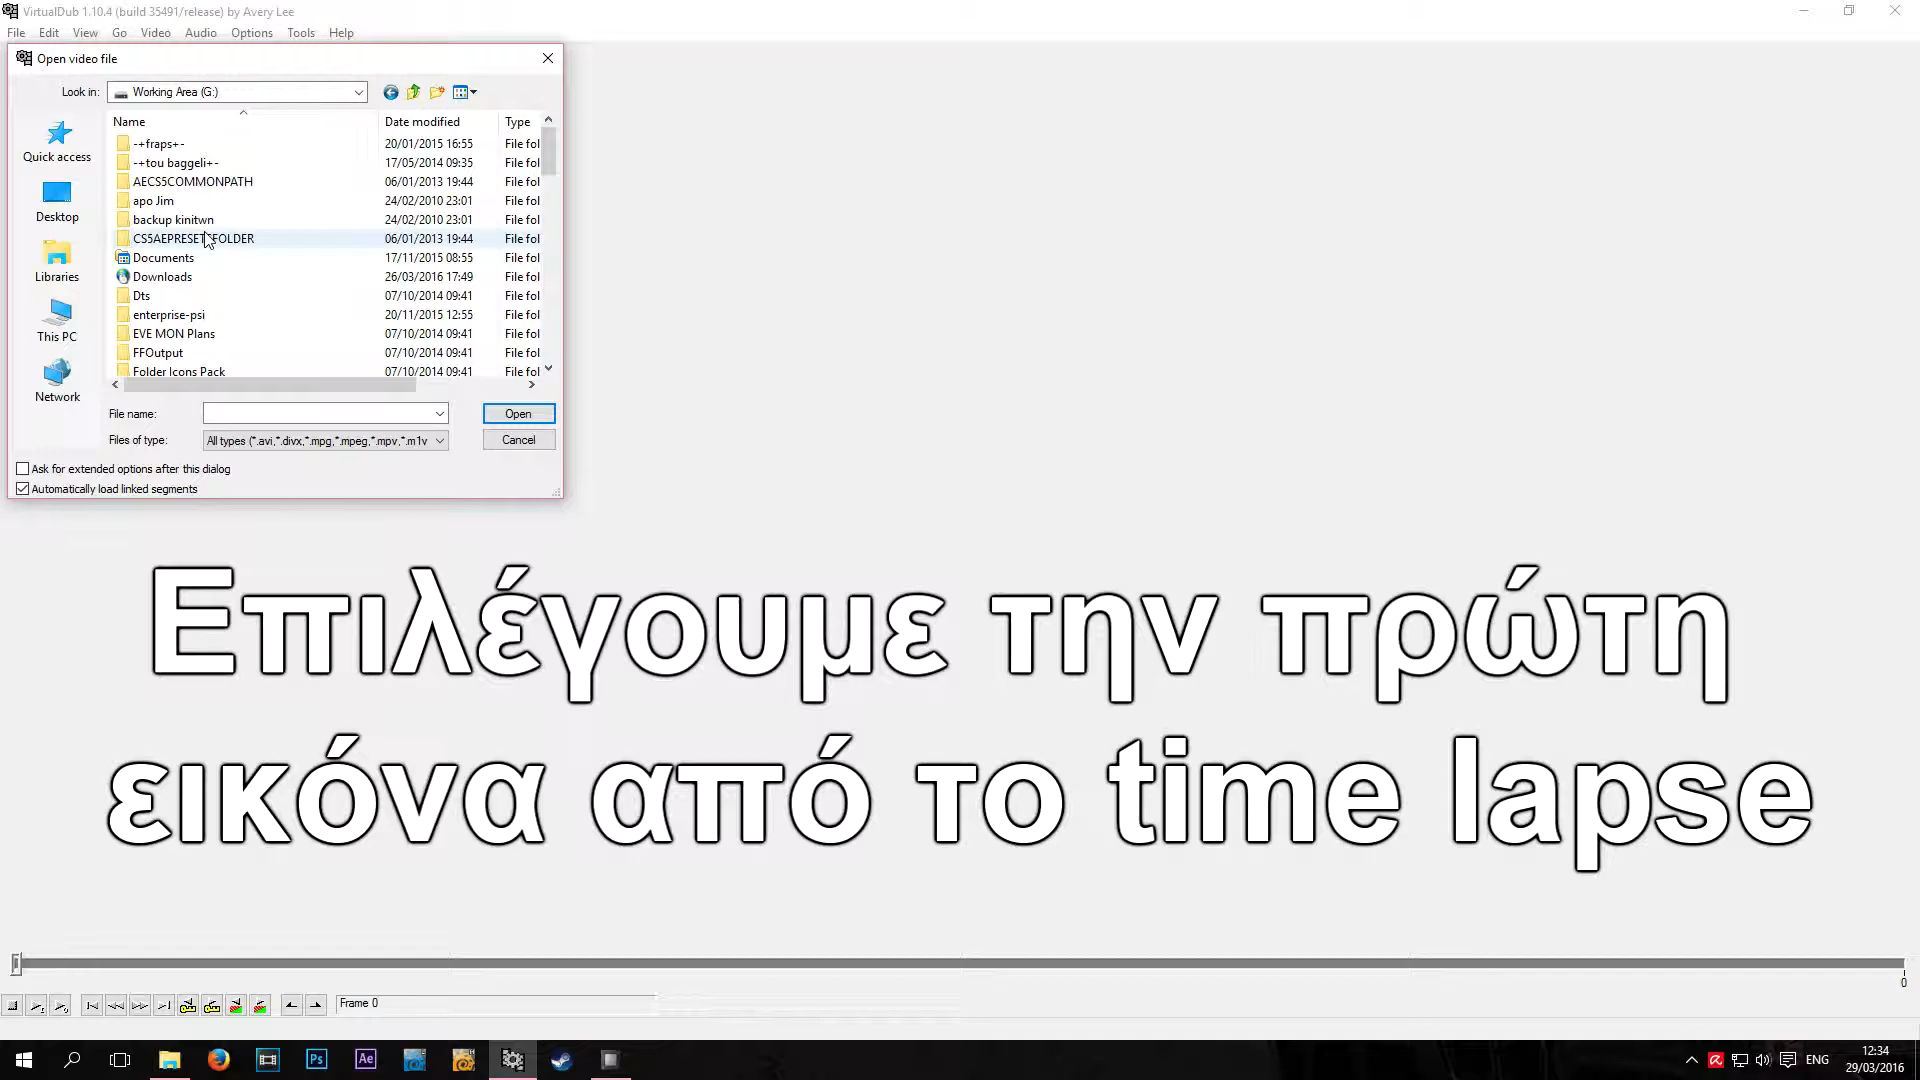 VirtualDub 1.10.4 (build 35491/release) by Avery Lee
File Edit View Go Video Audio Options Tools Help
Open video file
Look in: Working Area (G:)
Name Date modified Type
-+fraps+- 20/01/2015 16:55 File fol
-+tou baggeli+- 17/05/2014 09:35 File fol
AECS5COMMONPATH 06/01/2013 19:44 File fol
apo Jim 24/02/2010 23:01 File fol
backup kinitwn 24/02/2010 23:01 File fol
06/01/2013 19:44 File fol
Documents 17/11/2015 08:55 File fol
Downloads 26/03/2016 17:49 File fol
Dts 07/10/2014 09:41 File fol
enterprise-psi 20/11/2015 12:55 File fol
EVE MON Plans 07/10/2014 09:41 File fol
FFOutput 07/10/2014 09:41 File fol
Folder Icons Pack 07/10/2014 09:41 File fol
Quick access
Desktop
Libraries
This PC
Network
File name: Open
Files of type: All types (*.avi,*.divx,*.mpg,*.mpeg,*.mpv,*.m1v Cancel
Ask for extended options after this dialog
Automatically load linked segments
Επιλέγουμε την πρώτη
εικόνα από το time lapse
0
Frame 0
Ps Ae ENG 12:34
29/03/2016